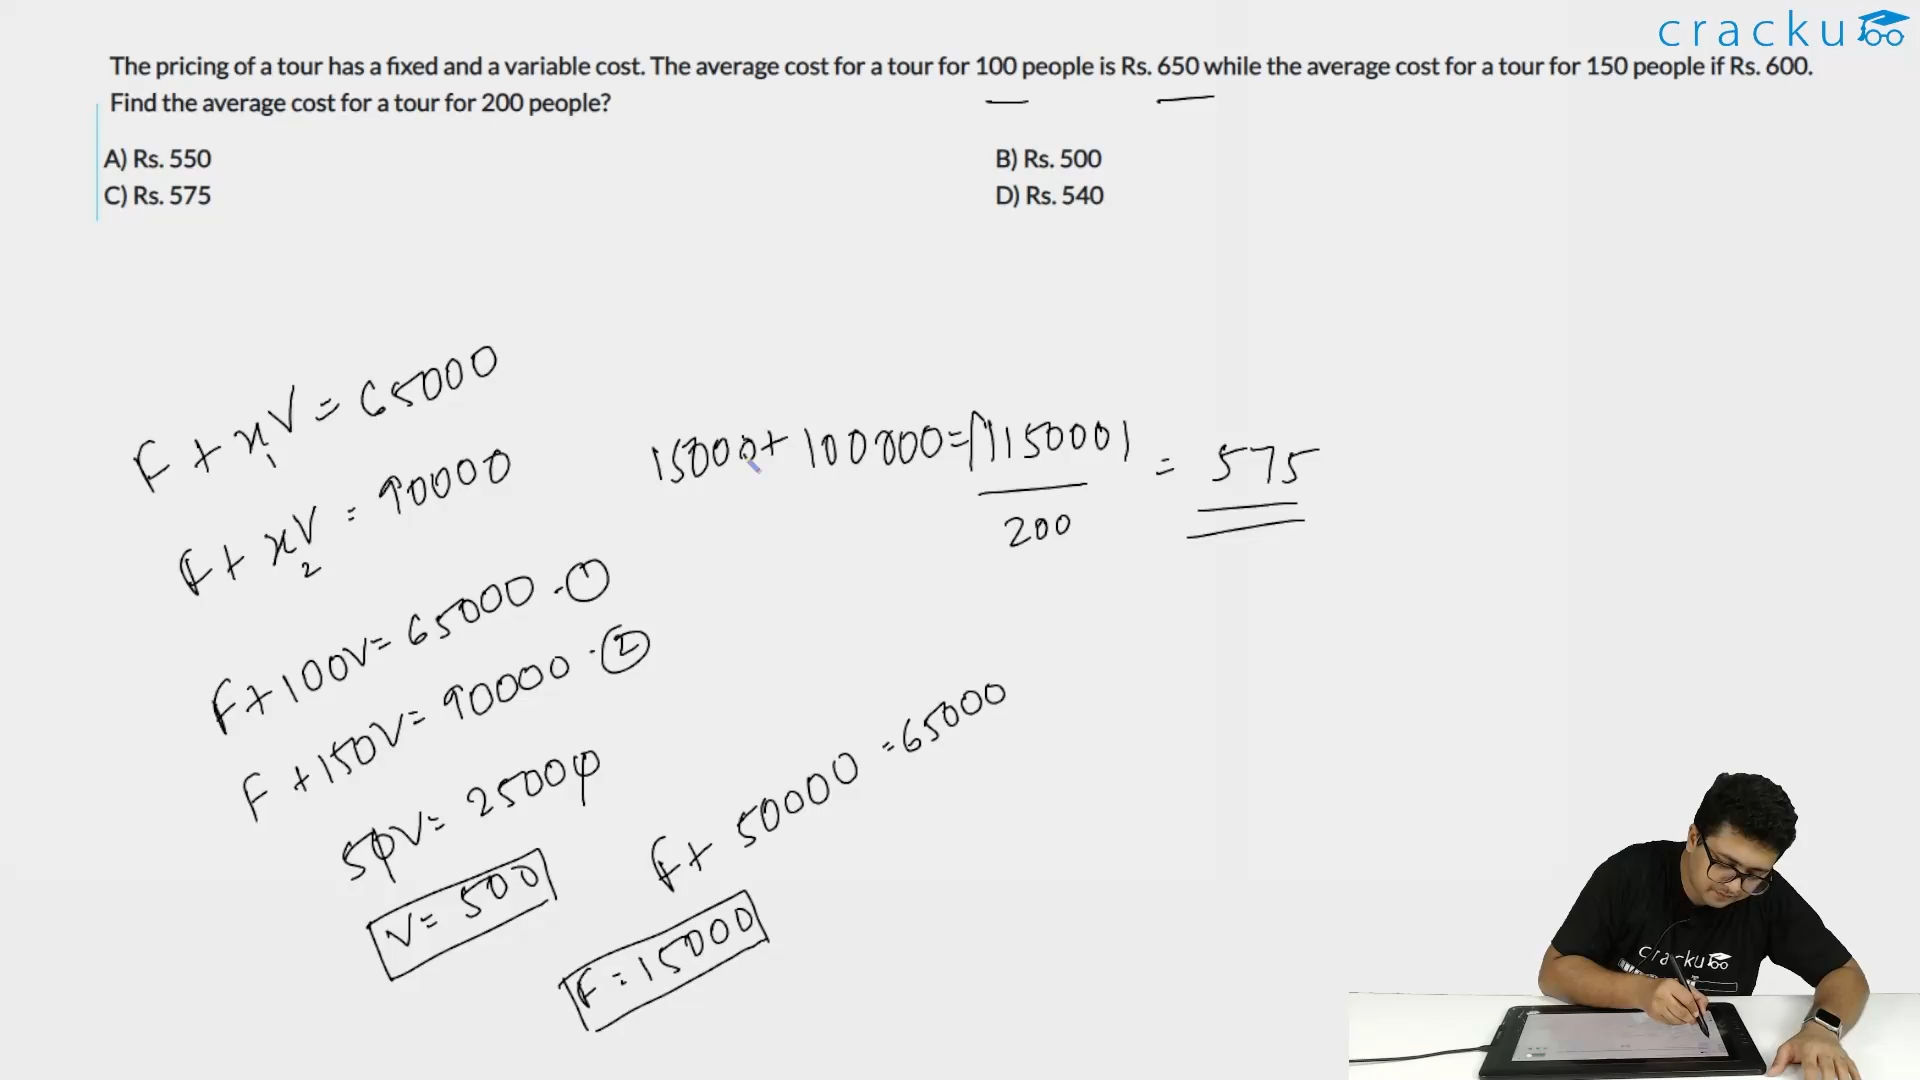 cracku
The pricing of a tour has a fixed and a variable cost. The average cost for a tour for 100 people is Rs. 650 while the average cost for a tour for 150 people if Rs. 600.
Find the average cost for a tour for 200 people?
A) Rs. 550
B) Rs. 500
C) Rs. 575
D) Rs. 540
F + x₁V = 65000
F + x₂V = 90000
F + 100V = 65000 - ①
F + 150V = 90000 - ②
50V = 25000
V = 500
F + 50000 = 65000
F = 15000
15000 + 100000 = 115000
200
= 575
cracku